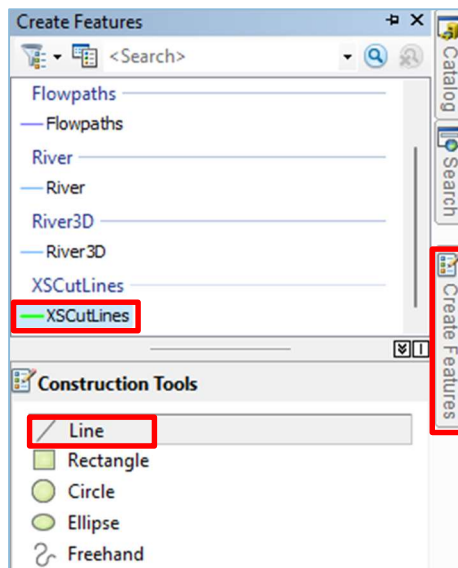 Create Features
<Search>
Flowpaths
Flowpaths
River
River
River3D
River3D
XSCutLines
XSCutLines
Construction Tools
Line
Rectangle
Circle
Ellipse
Freehand
Catalog
Search
Create Features